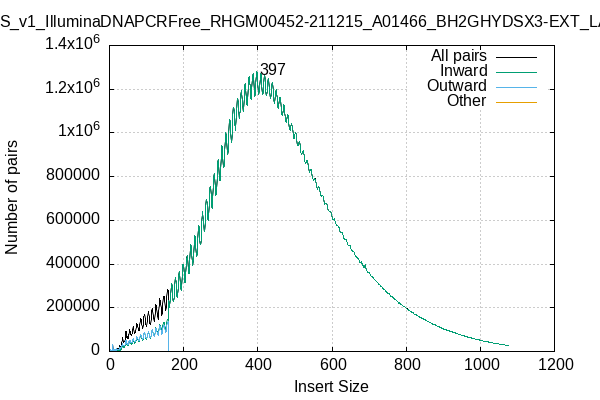 S_v1_IlluminaDNAPCRFree_RHGM00452-211215_A01466_BH2GHYDSX3-EXT_LA
1.4x10^6
1.2x10^6
1x10^6
800000
600000
400000
200000
0
Number of pairs
397
All pairs
Inward
Outward
Other
0 200 400 600 800 1000 1200
Insert Size